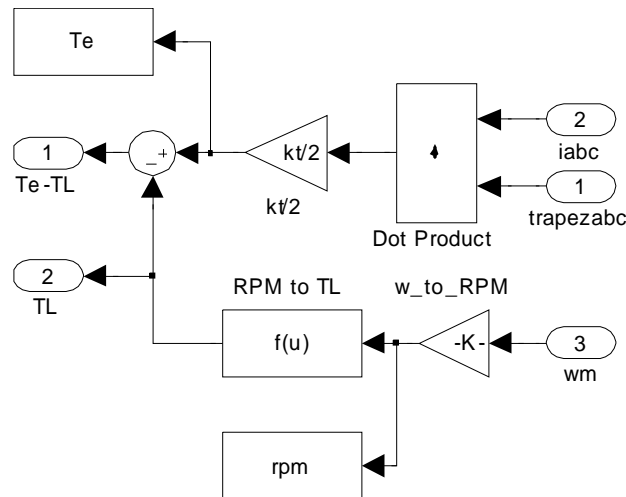 Te
1
Te-TL
+
_
kt/2
kt/2
Dot Product
2
iabc
1
trapezabc
2
TL
RPM to TL
f(u)
w_to_RPM
-K-
3
wm
rpm